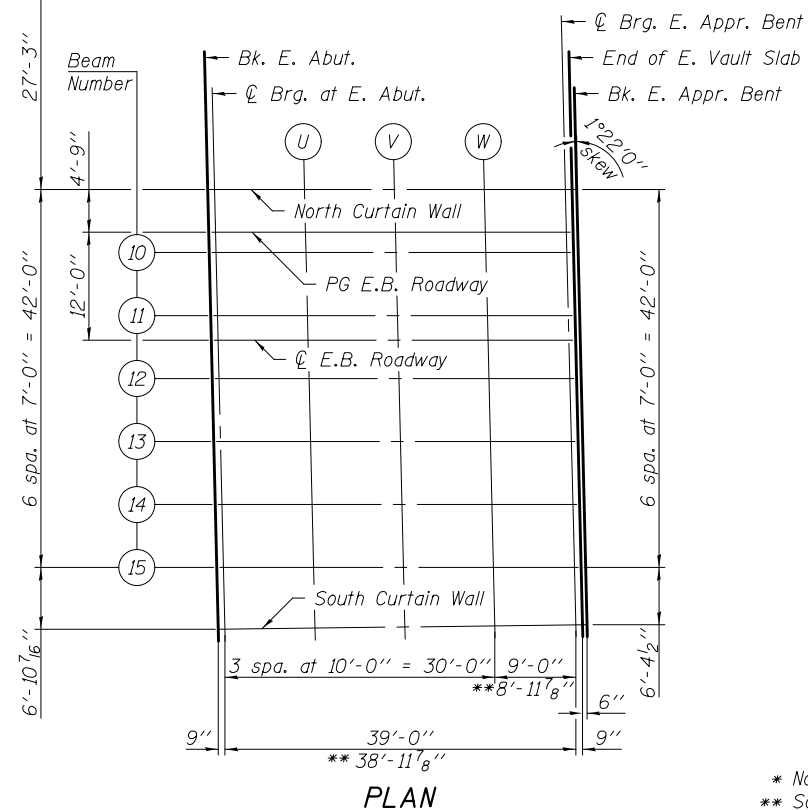 ℄ Brg. E. Appr. Bent
Bk. E. Abut.
End of E. Vault Slab
Beam
Number
℄ Brg. at E. Abut.
Bk. E. Appr. Bent
27'-3"
1°22'0"
skew
U
V
W
4'-9"
North Curtain Wall
10
PG E.B. Roadway
12'-0"
11
℄ E.B. Roadway
12
6 spa. at 7'-0" = 42'-0"
6 spa. at 7'-0" = 42'-0"
13
14
15
South Curtain Wall
6'-10 7/16"
6'-4 1/2"
3 spa. at 10'-0" = 30'-0"
9'-0"
**8'-11 7/8"
6"
9"
39'-0"
9"
** 38'-11 7/8"
PLAN
*
**